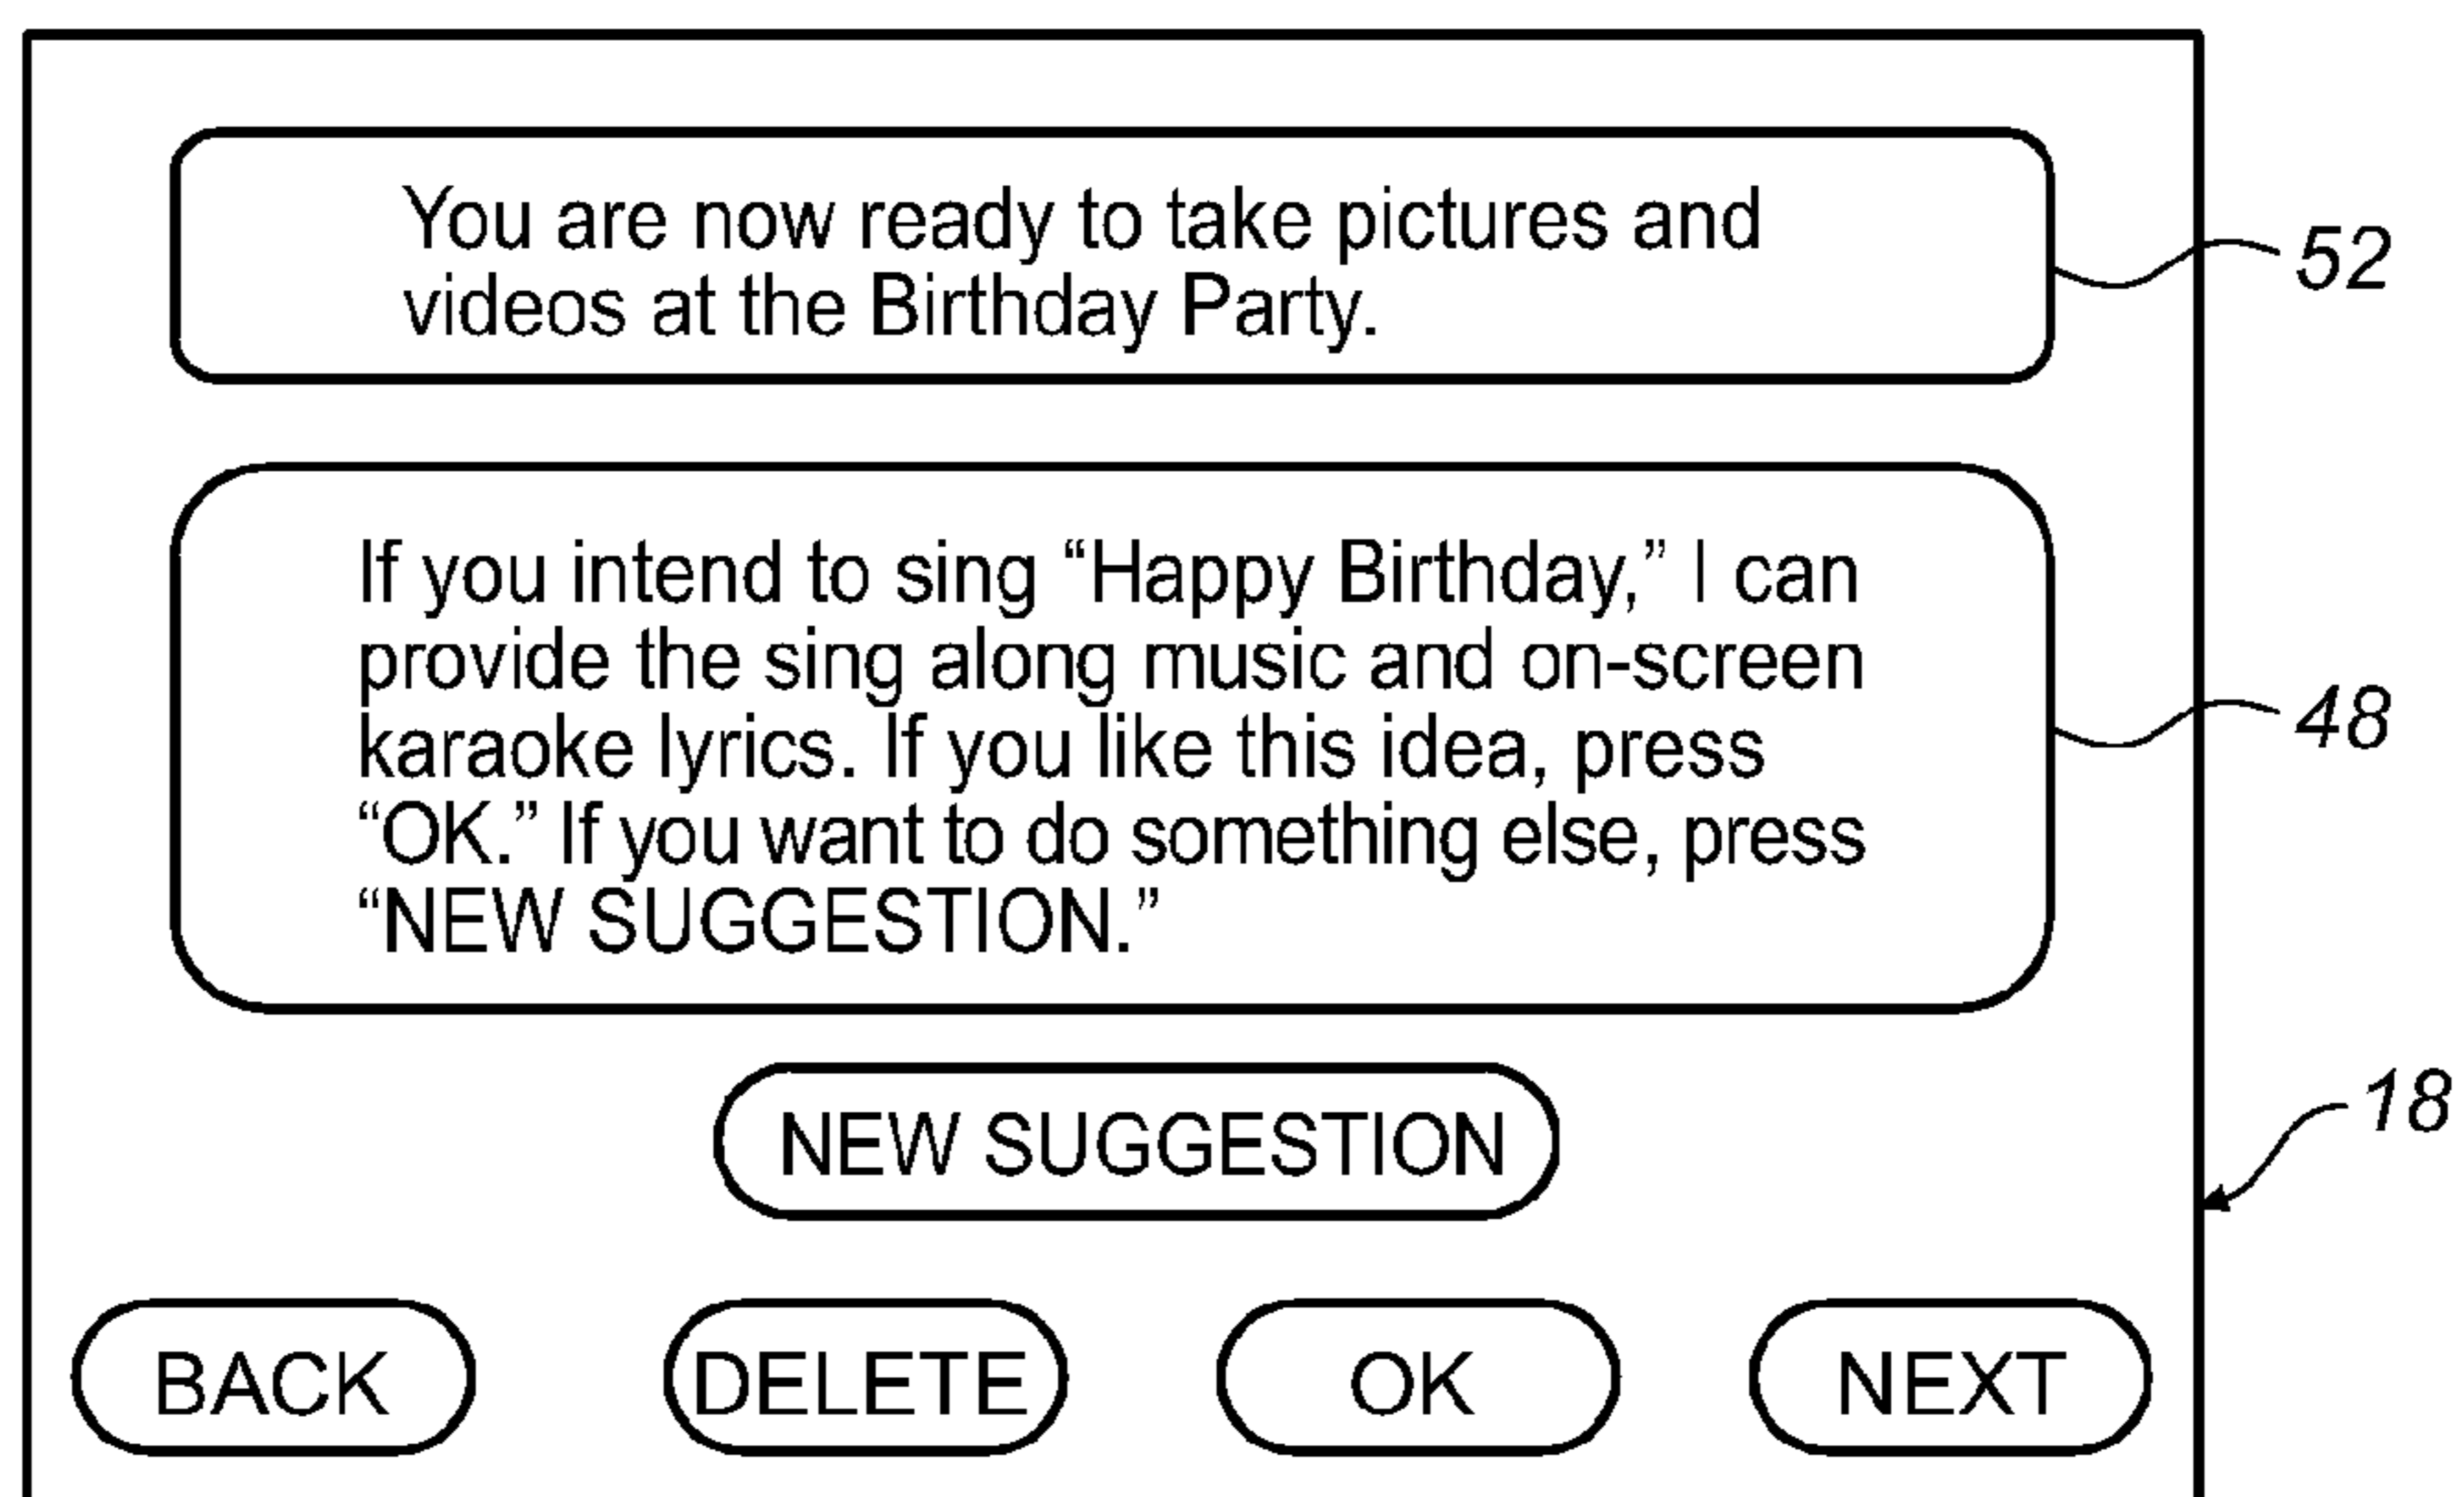 You are now ready to take pictures and
videos at the Birthday Party.
52
If you intend to sing “Happy Birthday,” I can
provide the sing along music and on-screen
karaoke lyrics. If you like this idea, press
“OK.” If you want to do something else, press
“NEW SUGGESTION.”
48
NEW SUGGESTION
18
BACK DELETE OK NEXT